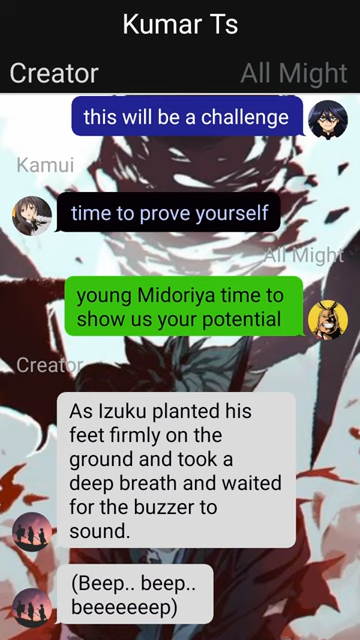 Kumar Ts
Creator
All Might
this will be a challenge
Kamui
time to prove yourself
All Might
young Midoriya time to
show us your potential
Creator
As Izuku planted his
feet firmly on the
ground and took a
deep breath and waited
for the buzzer to
sound.
(Beep.. beep..
beeeeeeep)